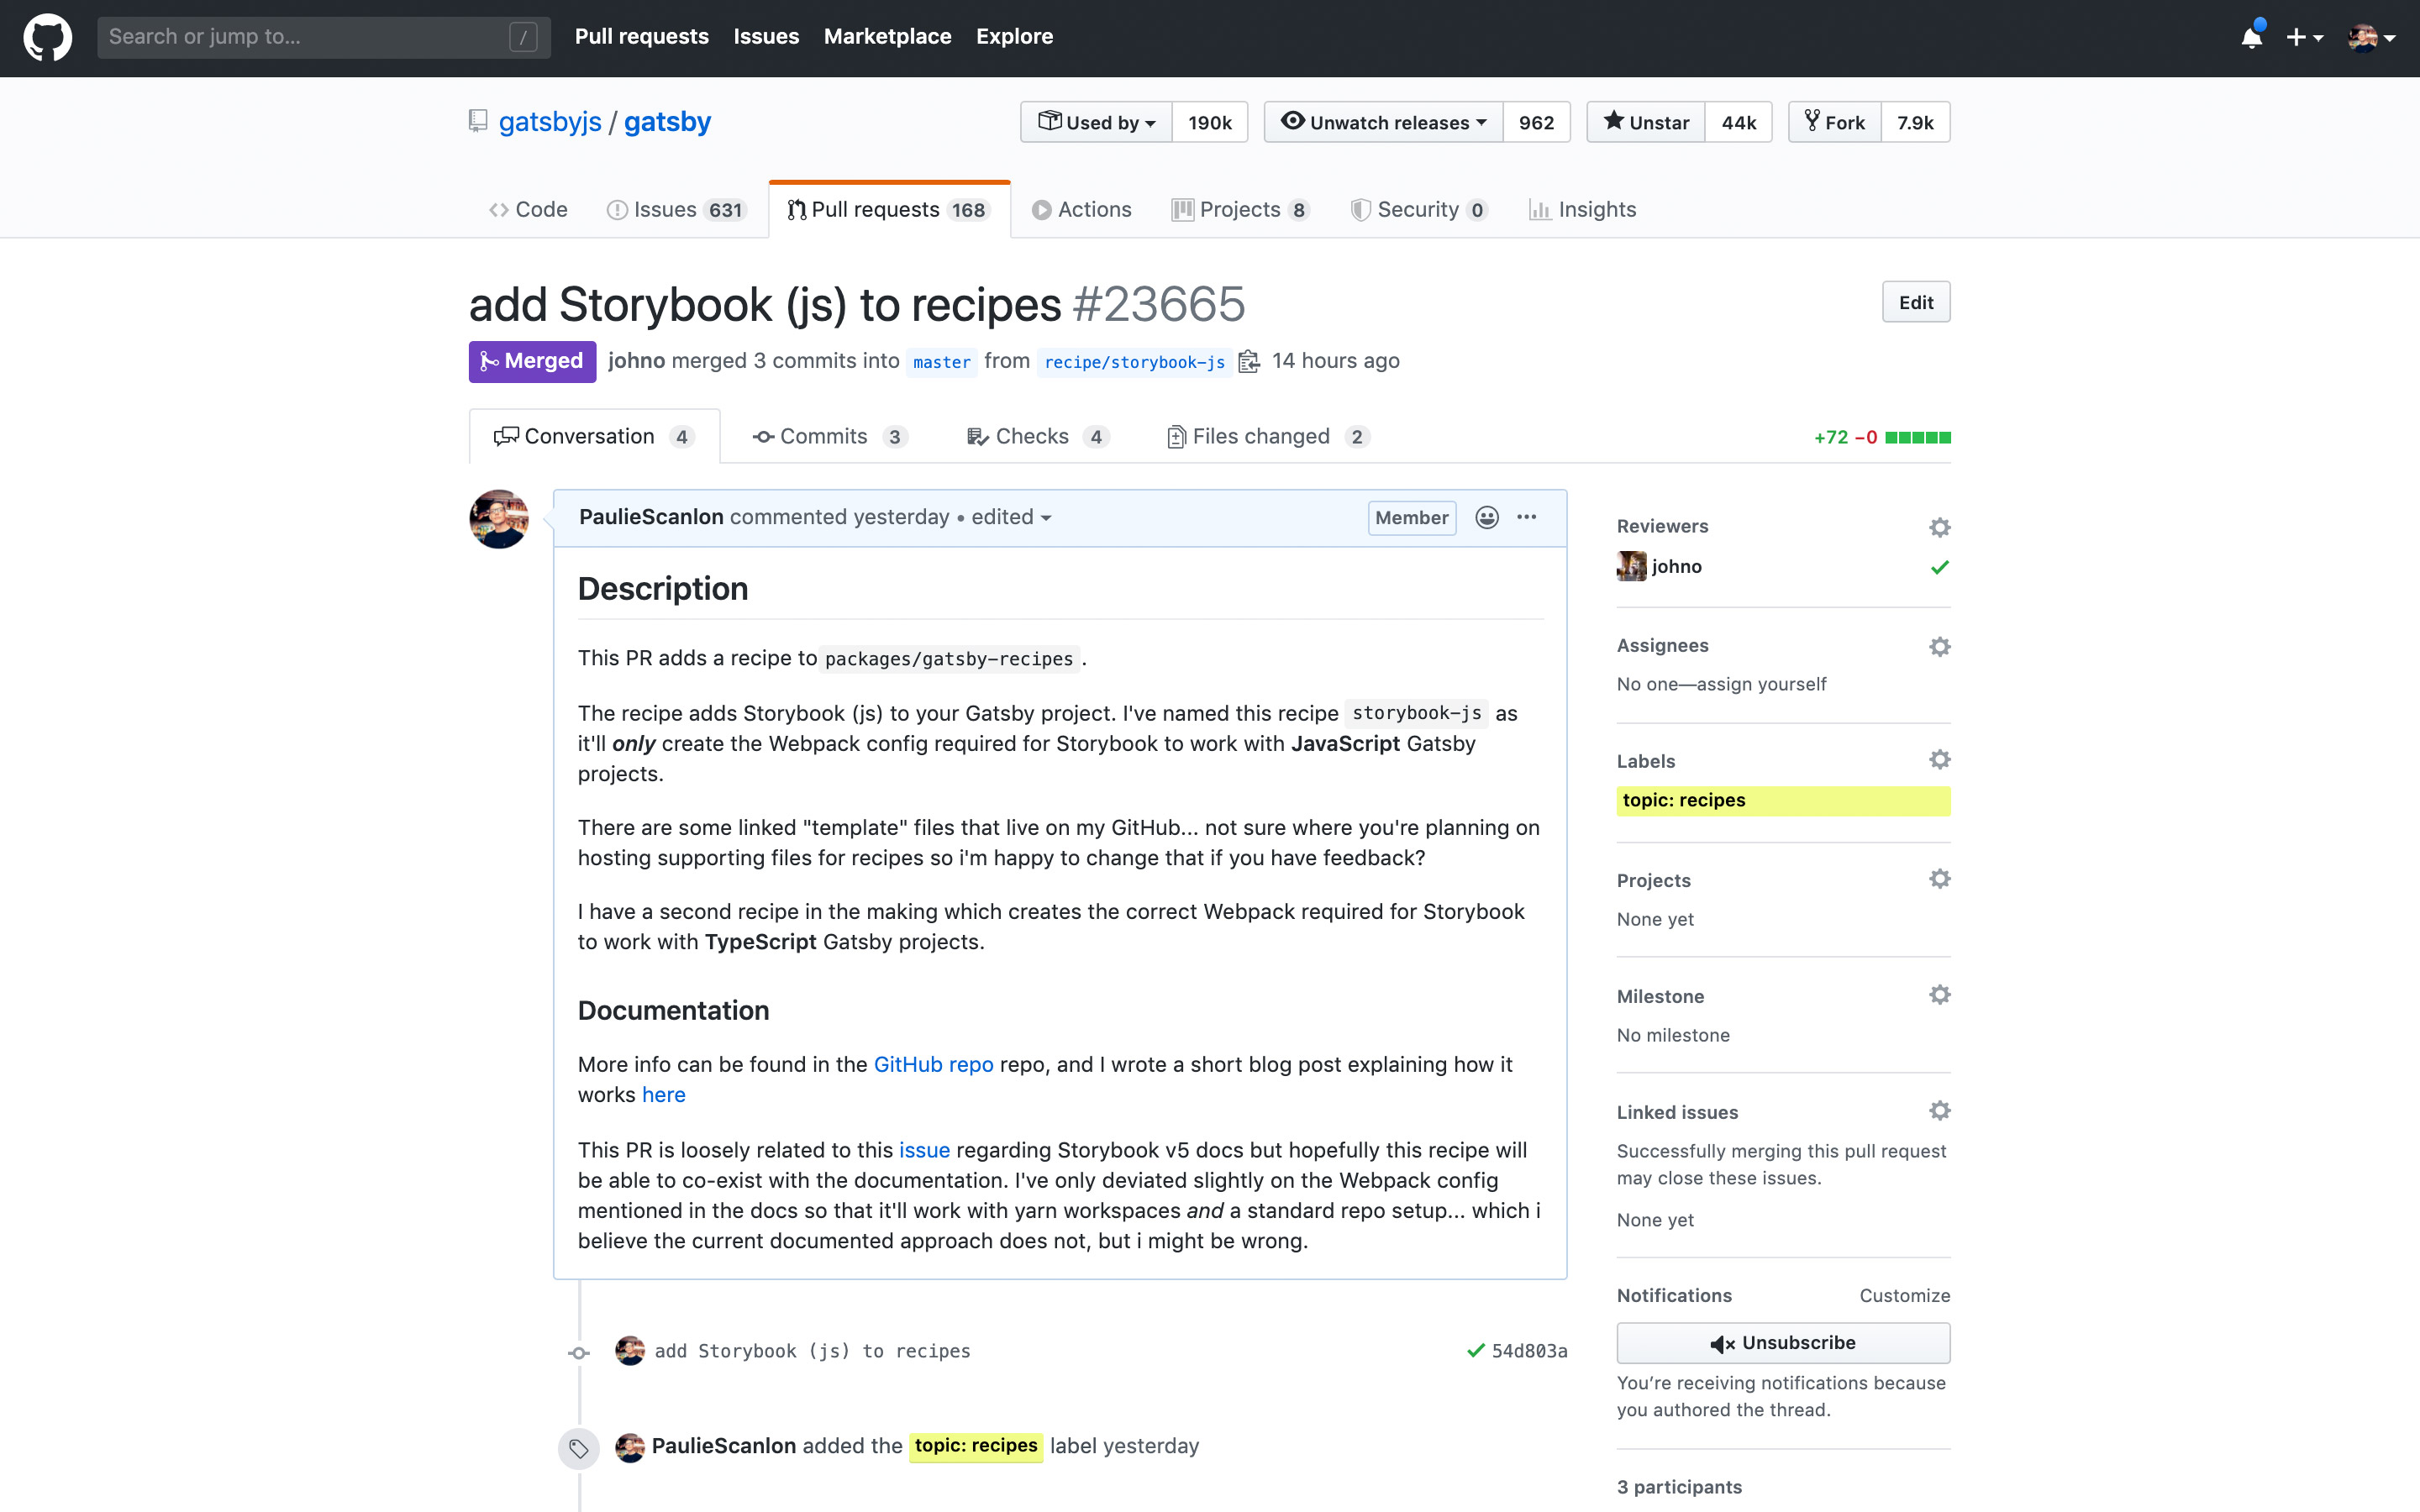 Search or jump to... /
Pull requests Issues Marketplace Explore
gatsbyjs / gatsby
Used by 190k Unwatch releases 962 Unstar 44k Fork 7.9k
Code Issues 631 Pull requests 168 Actions Projects 8 Security 0 Insights
add Storybook (js) to recipes #23665
Edit
Merged johno merged 3 commits into master from recipe/storybook-js 14 hours ago
Conversation 4 Commits 3 Checks 4 Files changed 2 +72 −0
PaulieScanlon commented yesterday • edited Member
Description
This PR adds a recipe to packages/gatsby-recipes.
The recipe adds Storybook (js) to your Gatsby project. I've named this recipe storybook-js as
it'll only create the Webpack config required for Storybook to work with JavaScript Gatsby
projects.
There are some linked "template" files that live on my GitHub... not sure where you're planning on
hosting supporting files for recipes so i'm happy to change that if you have feedback?
I have a second recipe in the making which creates the correct Webpack required for Storybook
to work with TypeScript Gatsby projects.
Documentation
More info can be found in the GitHub repo repo, and I wrote a short blog post explaining how it
works here
This PR is loosely related to this issue regarding Storybook v5 docs but hopefully this recipe will
be able to co-exist with the documentation. I've only deviated slightly on the Webpack config
mentioned in the docs so that it'll work with yarn workspaces and a standard repo setup... which i
believe the current documented approach does not, but i might be wrong.
add Storybook (js) to recipes 54d803a
PaulieScanlon added the topic: recipes label yesterday
Reviewers
johno
Assignees
No one—assign yourself
Labels
topic: recipes
Projects
None yet
Milestone
No milestone
Linked issues
Successfully merging this pull request
may close these issues.
None yet
Notifications Customize
Unsubscribe
You’re receiving notifications because
you authored the thread.
3 participants